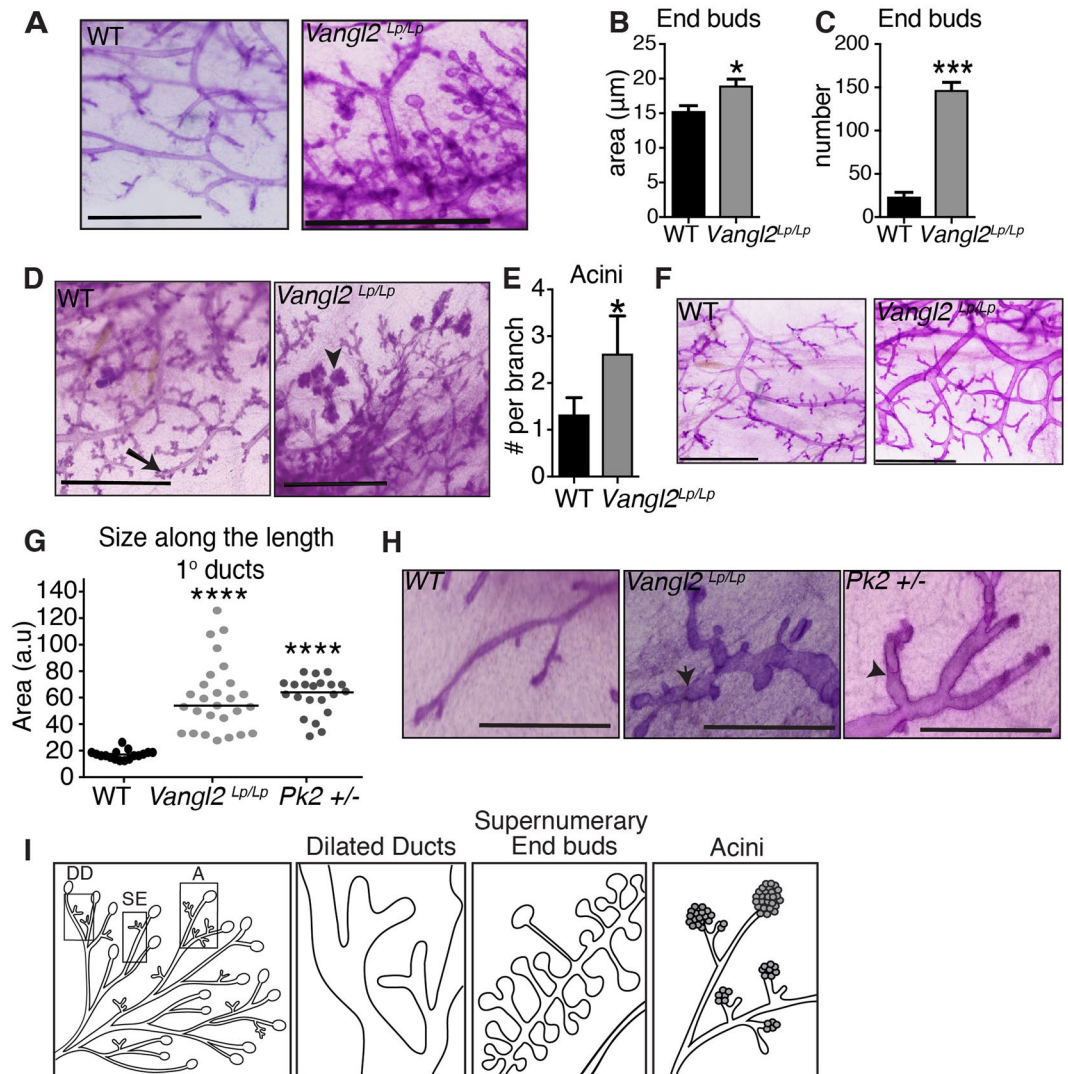 A
WT
Vangl2 Lp/Lp
B End buds
area (µm)
25
20
15
10
5
0
*
WT Vangl2Lp/Lp
C End buds
number
200
150
100
50
0
***
WT Vangl2Lp/Lp
D
WT
Vangl2 Lp/Lp
E Acini
# per branch
4
3
2
1
0
*
WT Vangl2Lp/Lp
F
WT
Vangl2 Lp/Lp
G Size along the length
1° ducts
Area (a.u)
140
120
100
80
60
40
20
0
****
****
WT Vangl2 Lp/Lp Pk2 +/-
H
WT
Vangl2 Lp/Lp
Pk2 +/-
I
DD
SE
A
Dilated Ducts
Supernumerary
End buds
Acini